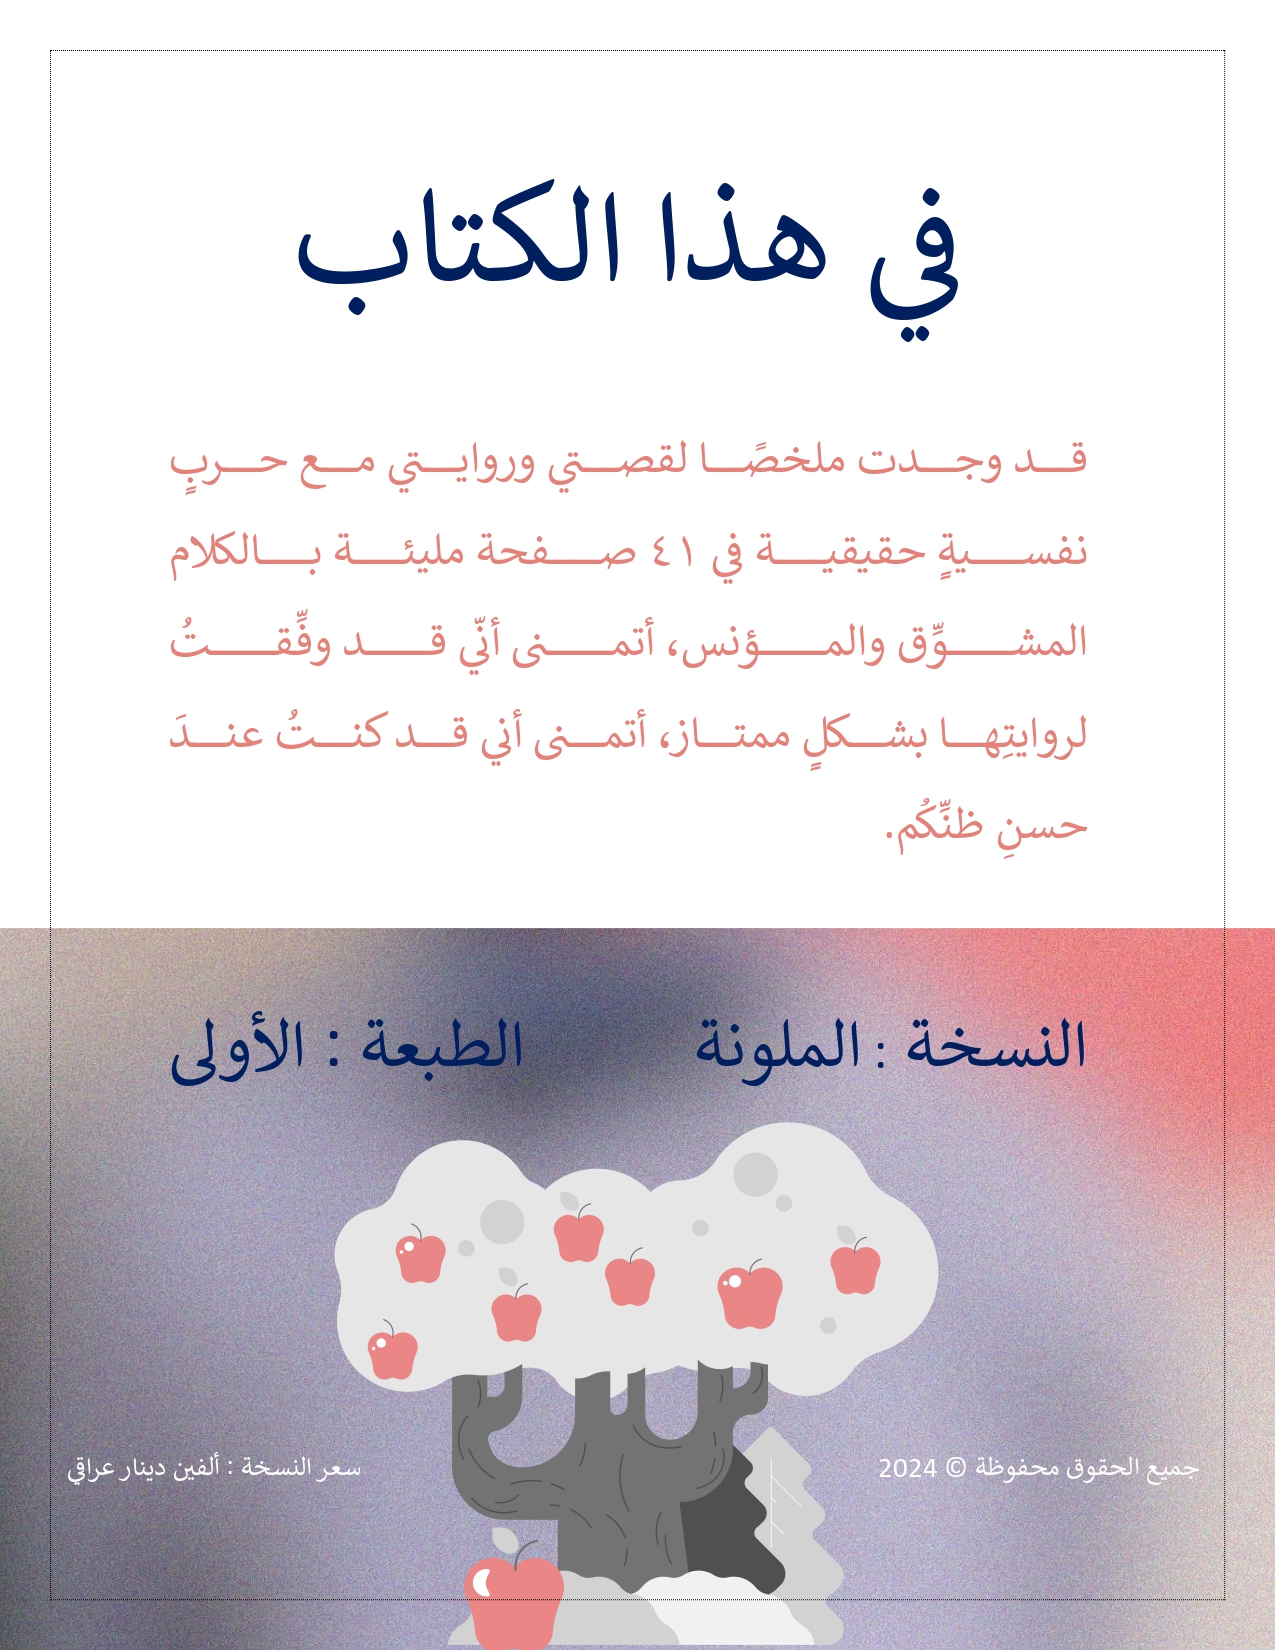 في هذا الكتاب
قد وجدت ملخصًا لقصتي وروايتي مع حربٍ
نفسيةٍ حقيقية في ٤١ صفحة مليئة بالكلام
المشوِّق والمؤنس، أتمنى أنّي قد وفِّقتُ
لروايتِها بشكلٍ ممتاز، أتمنى أني قد كنتُ عندَ
حسنِ ظنِّكُم.
النسخة : الملونة الطبعة : الأولى
جميع الحقوق محفوظة © 2024 سعر النسخة : ألفين دينار عراقي